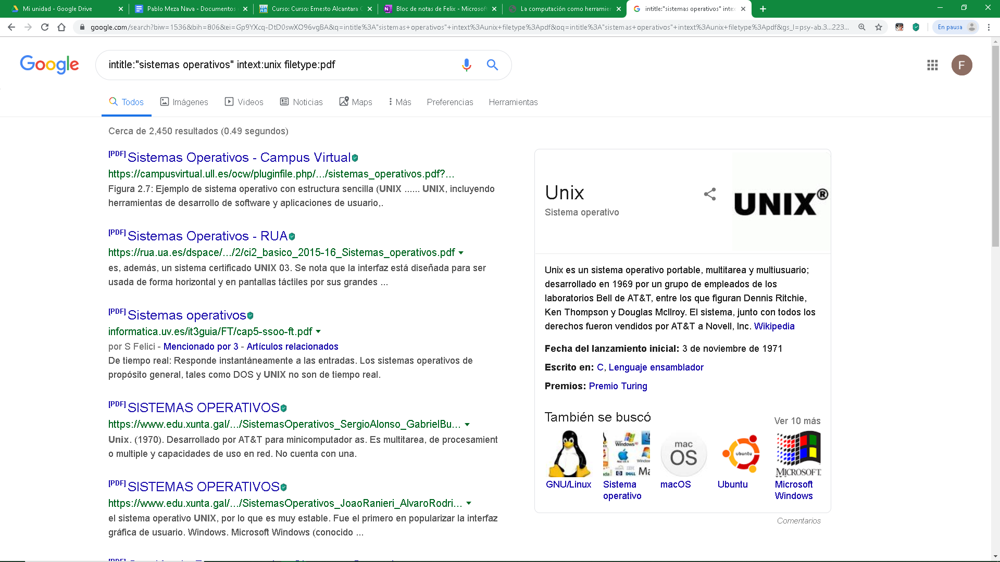 Mi unidad - Google Drive
Pablo Meza Nava - Documentos
Curso: Curso: Ernesto Alcantara C
Bloc de notas de Felix - Microsoft
La computación como herramien
intitle:"sistemas operativos" intex
google.com/search?biw=1536&bih=806&ei=Gp9YXcq-DtD0swXO96vgBA&q=intitle%3A"sistemas+operativos"+intext%3Aunix+filetype%3Apdf&oq=intitle%3A"sistemas+operativos"+intext%3Aunix+filetype%3Apdf&gs_l=psy-ab.3...223...
En pausa
Google
intitle:"sistemas operativos" intext:unix filetype:pdf
F
Todos
Imágenes
Videos
Noticias
Maps
Más
Preferencias
Herramientas
Cerca de 2,450 resultados (0.49 segundos)
[PDF] Sistemas Operativos - Campus Virtual
https://campusvirtual.ull.es/ocw/pluginfile.php/.../sistemas_operativos.pdf?...
Figura 2.7: Ejemplo de sistema operativo con estructura sencilla (UNIX ...... UNIX, incluyendo
herramientas de desarrollo de software y aplicaciones de usuario,.
[PDF] Sistemas Operativos - RUA
https://rua.ua.es/dspace/.../2/ci2_basico_2015-16_Sistemas_operativos.pdf
es, además, un sistema certificado UNIX 03. Se nota que la interfaz está diseñada para ser
usada de forma horizontal y en pantallas táctiles por sus grandes ...
[PDF] Sistemas operativos
informatica.uv.es/it3guia/FT/cap5-ssoo-ft.pdf
por S Felici - Mencionado por 3 - Artículos relacionados
De tiempo real: Responde instantáneamente a las entradas. Los sistemas operativos de
propósito general, tales como DOS y UNIX no son de tiempo real.
[PDF] SISTEMAS OPERATIVOS
https://www.edu.xunta.gal/.../SistemasOperativos_SergioAlonso_GabrielBu...
Unix. (1970). Desarrollado por AT&T para minicomputador as. Es multitarea, de procesamient
o multiple y capacidades de uso en red. No cuenta con una.
[PDF] SISTEMAS OPERATIVOS
https://www.edu.xunta.gal/.../SistemasOperativos_JoaoRanieri_AlvaroRodri...
el sistema operativo UNIX, por lo que es muy estable. Fue el primero en popularizar la interfaz
gráfica de usuario. Windows. Microsoft Windows (conocido ...
[PDF]
Unix
Sistema operativo
UNIX®
Unix es un sistema operativo portable, multitarea y multiusuario;
desarrollado en 1969 por un grupo de empleados de los
laboratorios Bell de AT&T, entre los que figuran Dennis Ritchie,
Ken Thompson y Douglas McIlroy. El sistema, junto con todos los
derechos fueron vendidos por AT&T a Novell, Inc. Wikipedia
Fecha del lanzamiento inicial: 3 de noviembre de 1971
Escrito en: C, Lenguaje ensamblador
Premios: Premio Turing
También se buscó
Ver 10 más
Windows
mac
OS
ubuntu
MICROSOFT
GNU/Linux
Sistema
operativo
macOS
Ubuntu
Microsoft
Windows
Comentarios